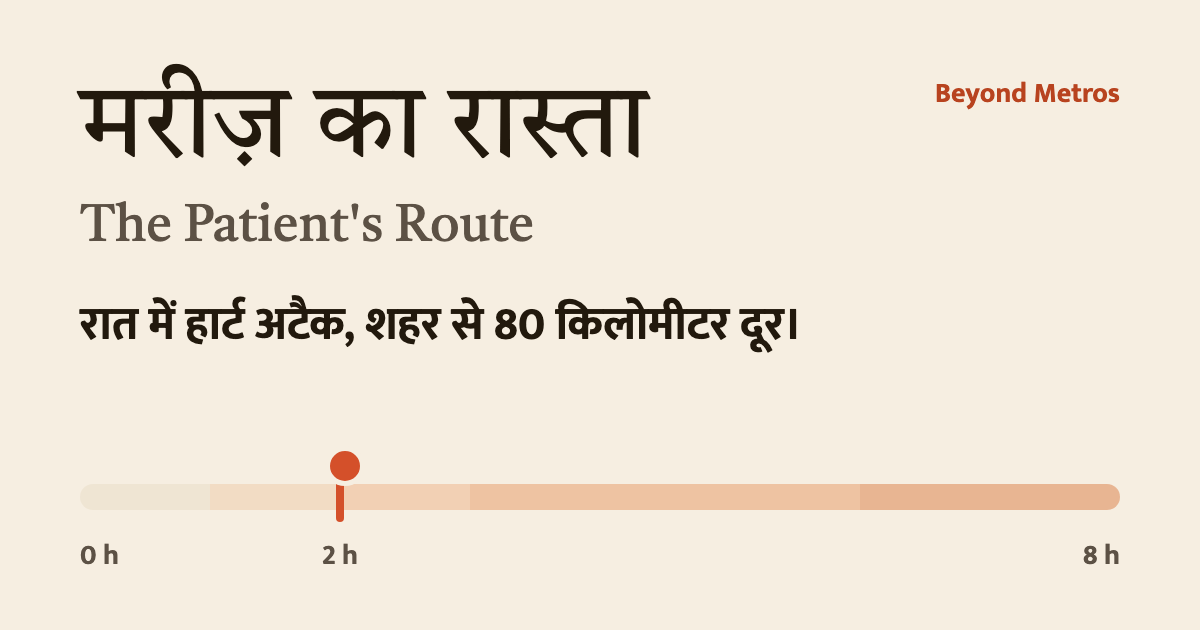 मरीज़ का रास्ता
Beyond Metros
The Patient's Route
रात में हार्ट अटैक, शहर से 80 किलोमीटर दूर।
0 h
2 h
8 h